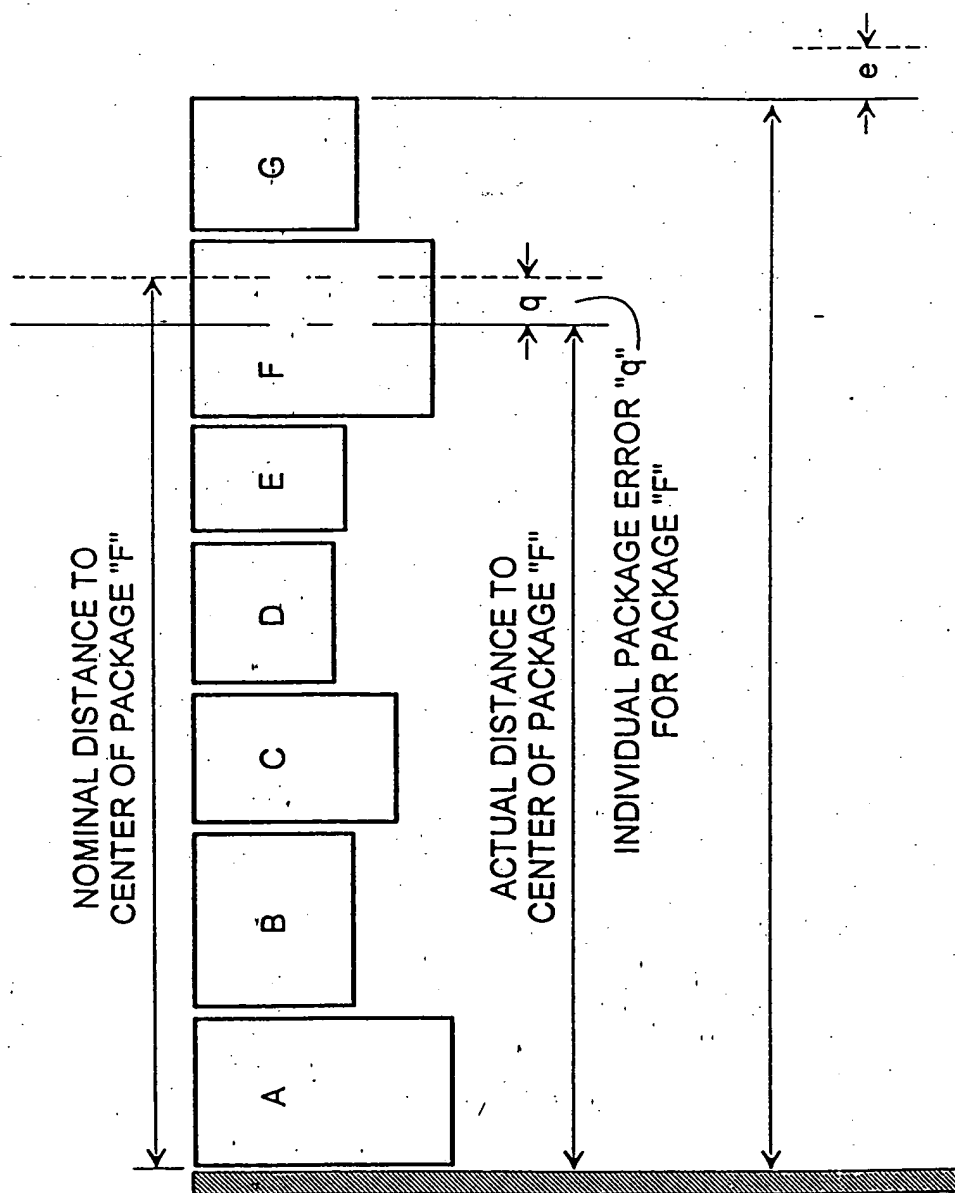 NOMINAL DISTANCE TO
CENTER OF PACKAGE "F"
A
B
C
D
E
F
G
ACTUAL DISTANCE TO
CENTER OF PACKAGE "F"
q
INDIVIDUAL PACKAGE ERROR "q"
FOR PACKAGE "F"
e